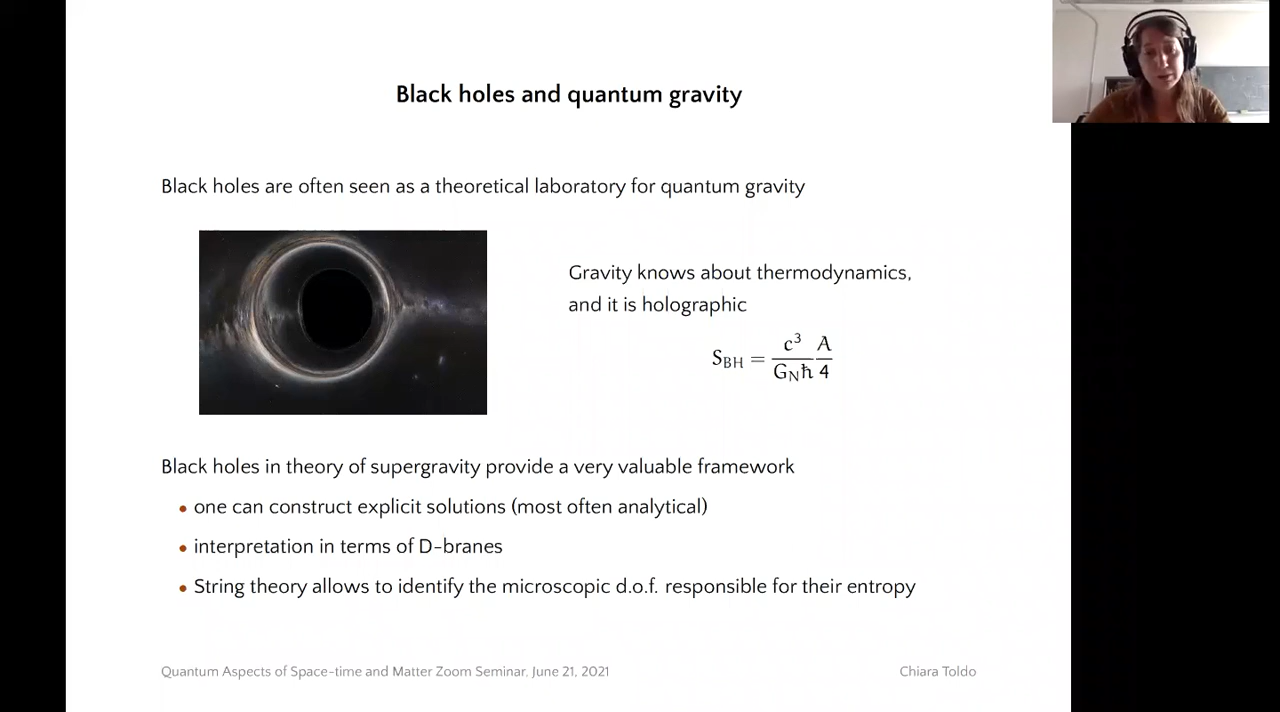 Black holes and quantum gravity
Black holes are often seen as a theoretical laboratory for quantum gravity
Gravity knows about thermodynamics,
and it is holographic
S_BH = c³/(G_Nħ) A/4
Black holes in theory of supergravity provide a very valuable framework
• one can construct explicit solutions (most often analytical)
• interpretation in terms of D-branes
• String theory allows to identify the microscopic d.o.f. responsible for their entropy
Quantum Aspects of Space-time and Matter Zoom Seminar, June 21, 2021
Chiara Toldo